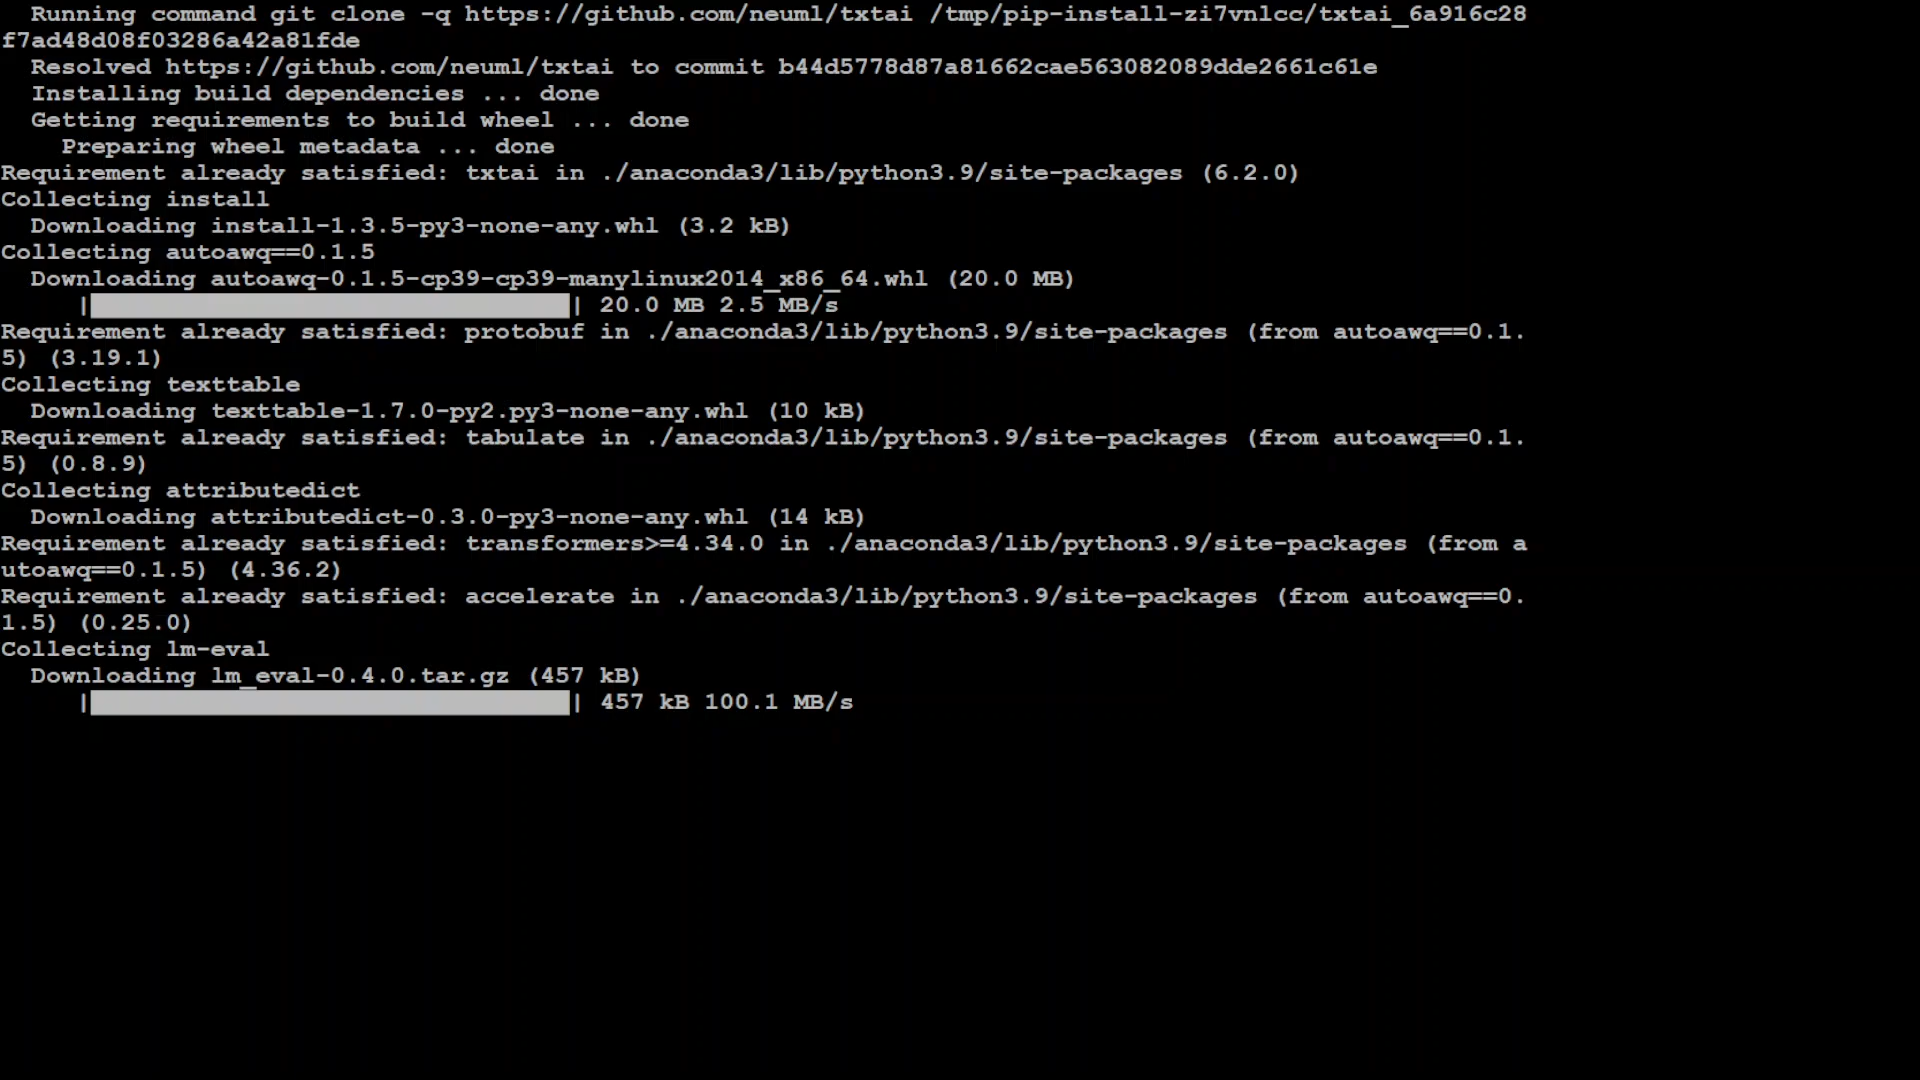 Running command git clone -q https://github.com/neuml/txtai /tmp/pip-install-zi7vnlcc/txtai_6a916c28
f7ad48d08f03286a42a81fde
Resolved https://github.com/neuml/txtai to commit b44d5778d87a81662cae563082089dde2661c61e
Installing build dependencies ... done
Getting requirements to build wheel ... done
Preparing wheel metadata ... done
Requirement already satisfied: txtai in ./anaconda3/lib/python3.9/site-packages (6.2.0)
Collecting install
Downloading install-1.3.5-py3-none-any.whl (3.2 kB)
Collecting autoawq==0.1.5
Downloading autoawq-0.1.5-cp39-cp39-manylinux2014_x86_64.whl (20.0 MB)
| | 20.0 MB 2.5 MB/s
Requirement already satisfied: protobuf in ./anaconda3/lib/python3.9/site-packages (from autoawq==0.1.
5) (3.19.1)
Collecting texttable
Downloading texttable-1.7.0-py2.py3-none-any.whl (10 kB)
Requirement already satisfied: tabulate in ./anaconda3/lib/python3.9/site-packages (from autoawq==0.1.
5) (0.8.9)
Collecting attributedict
Downloading attributedict-0.3.0-py3-none-any.whl (14 kB)
Requirement already satisfied: transformers>=4.34.0 in ./anaconda3/lib/python3.9/site-packages (from a
utoawq==0.1.5) (4.36.2)
Requirement already satisfied: accelerate in ./anaconda3/lib/python3.9/site-packages (from autoawq==0.
1.5) (0.25.0)
Collecting lm-eval
Downloading lm_eval-0.4.0.tar.gz (457 kB)
| | 457 kB 100.1 MB/s